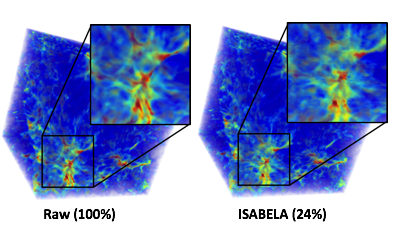 Raw (100%)
ISABELA (24%)